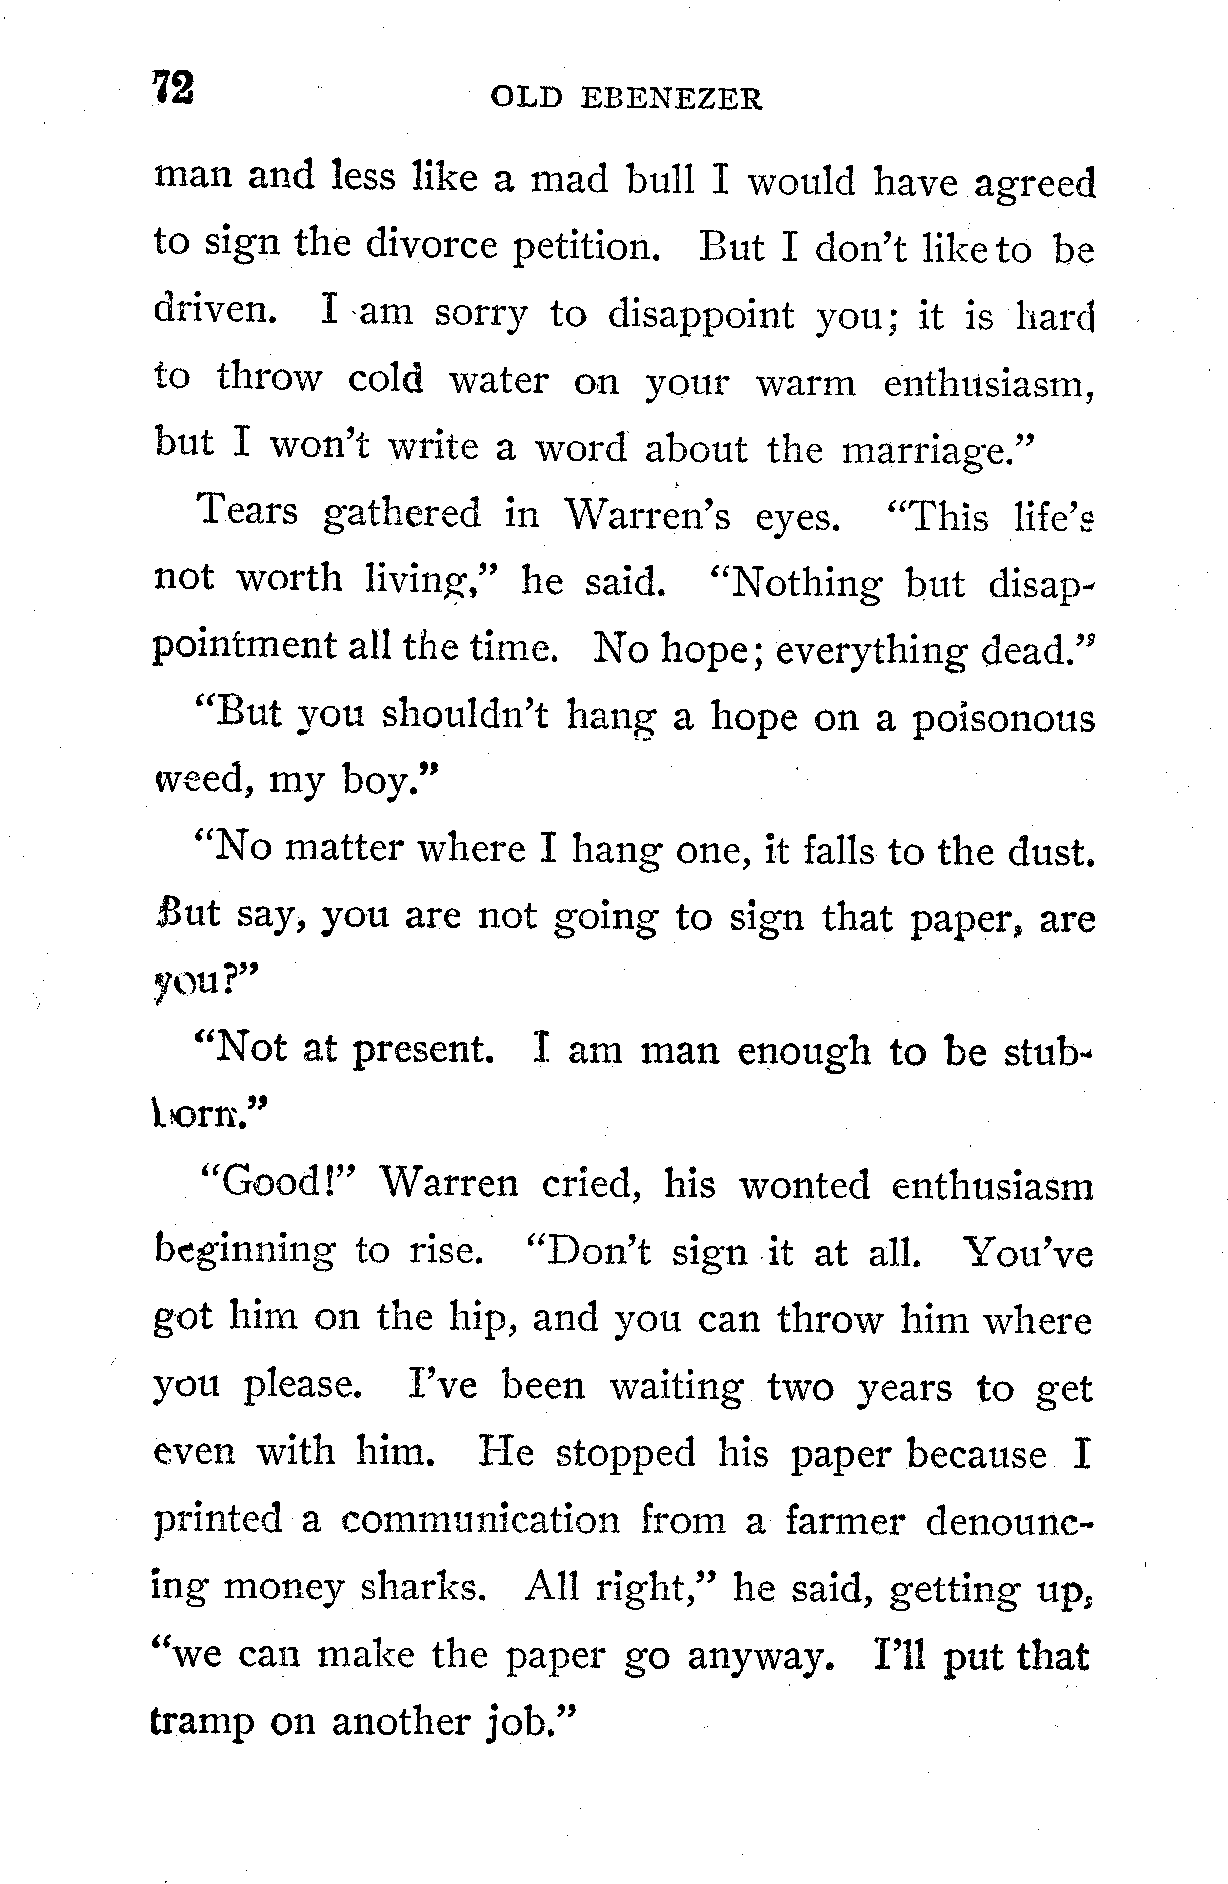 72
OLD EBENEZER
man and less like a mad bull I would have agreed
to sign the divorce petition. But I don't like to be
driven. I am sorry to disappoint you; it is hard
to throw cold water on your warm enthusiasm,
but I won't write a word about the marriage."
Tears gathered in Warren's eyes. "This life's
not worth living," he said. "Nothing but disap-
pointment all the time. No hope; everything dead."
"But you shouldn't hang a hope on a poisonous
weed, my boy."
"No matter where I hang one, it falls to the dust.
But say, you are not going to sign that paper, are
you?"
"Not at present. I am man enough to be stub-
born."
"Good!" Warren cried, his wonted enthusiasm
beginning to rise. "Don't sign it at all. You've
got him on the hip, and you can throw him where
you please. I've been waiting two years to get
even with him. He stopped his paper because I
printed a communication from a farmer denounc-
ing money sharks. All right," he said, getting up,
"we can make the paper go anyway. I'll put that
tramp on another job."